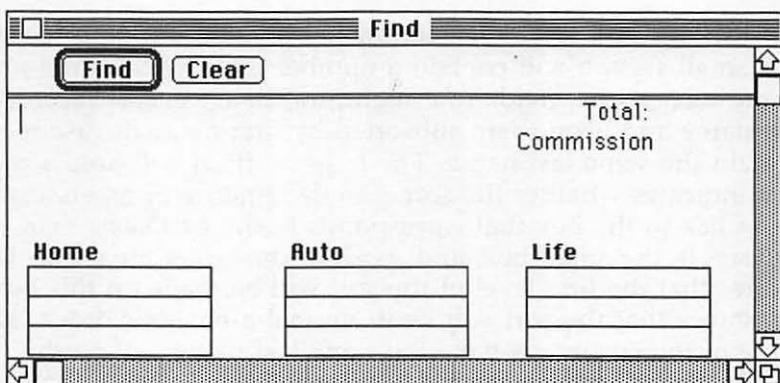 Find
Find Clear
Total:
Commission
Home Auto Life